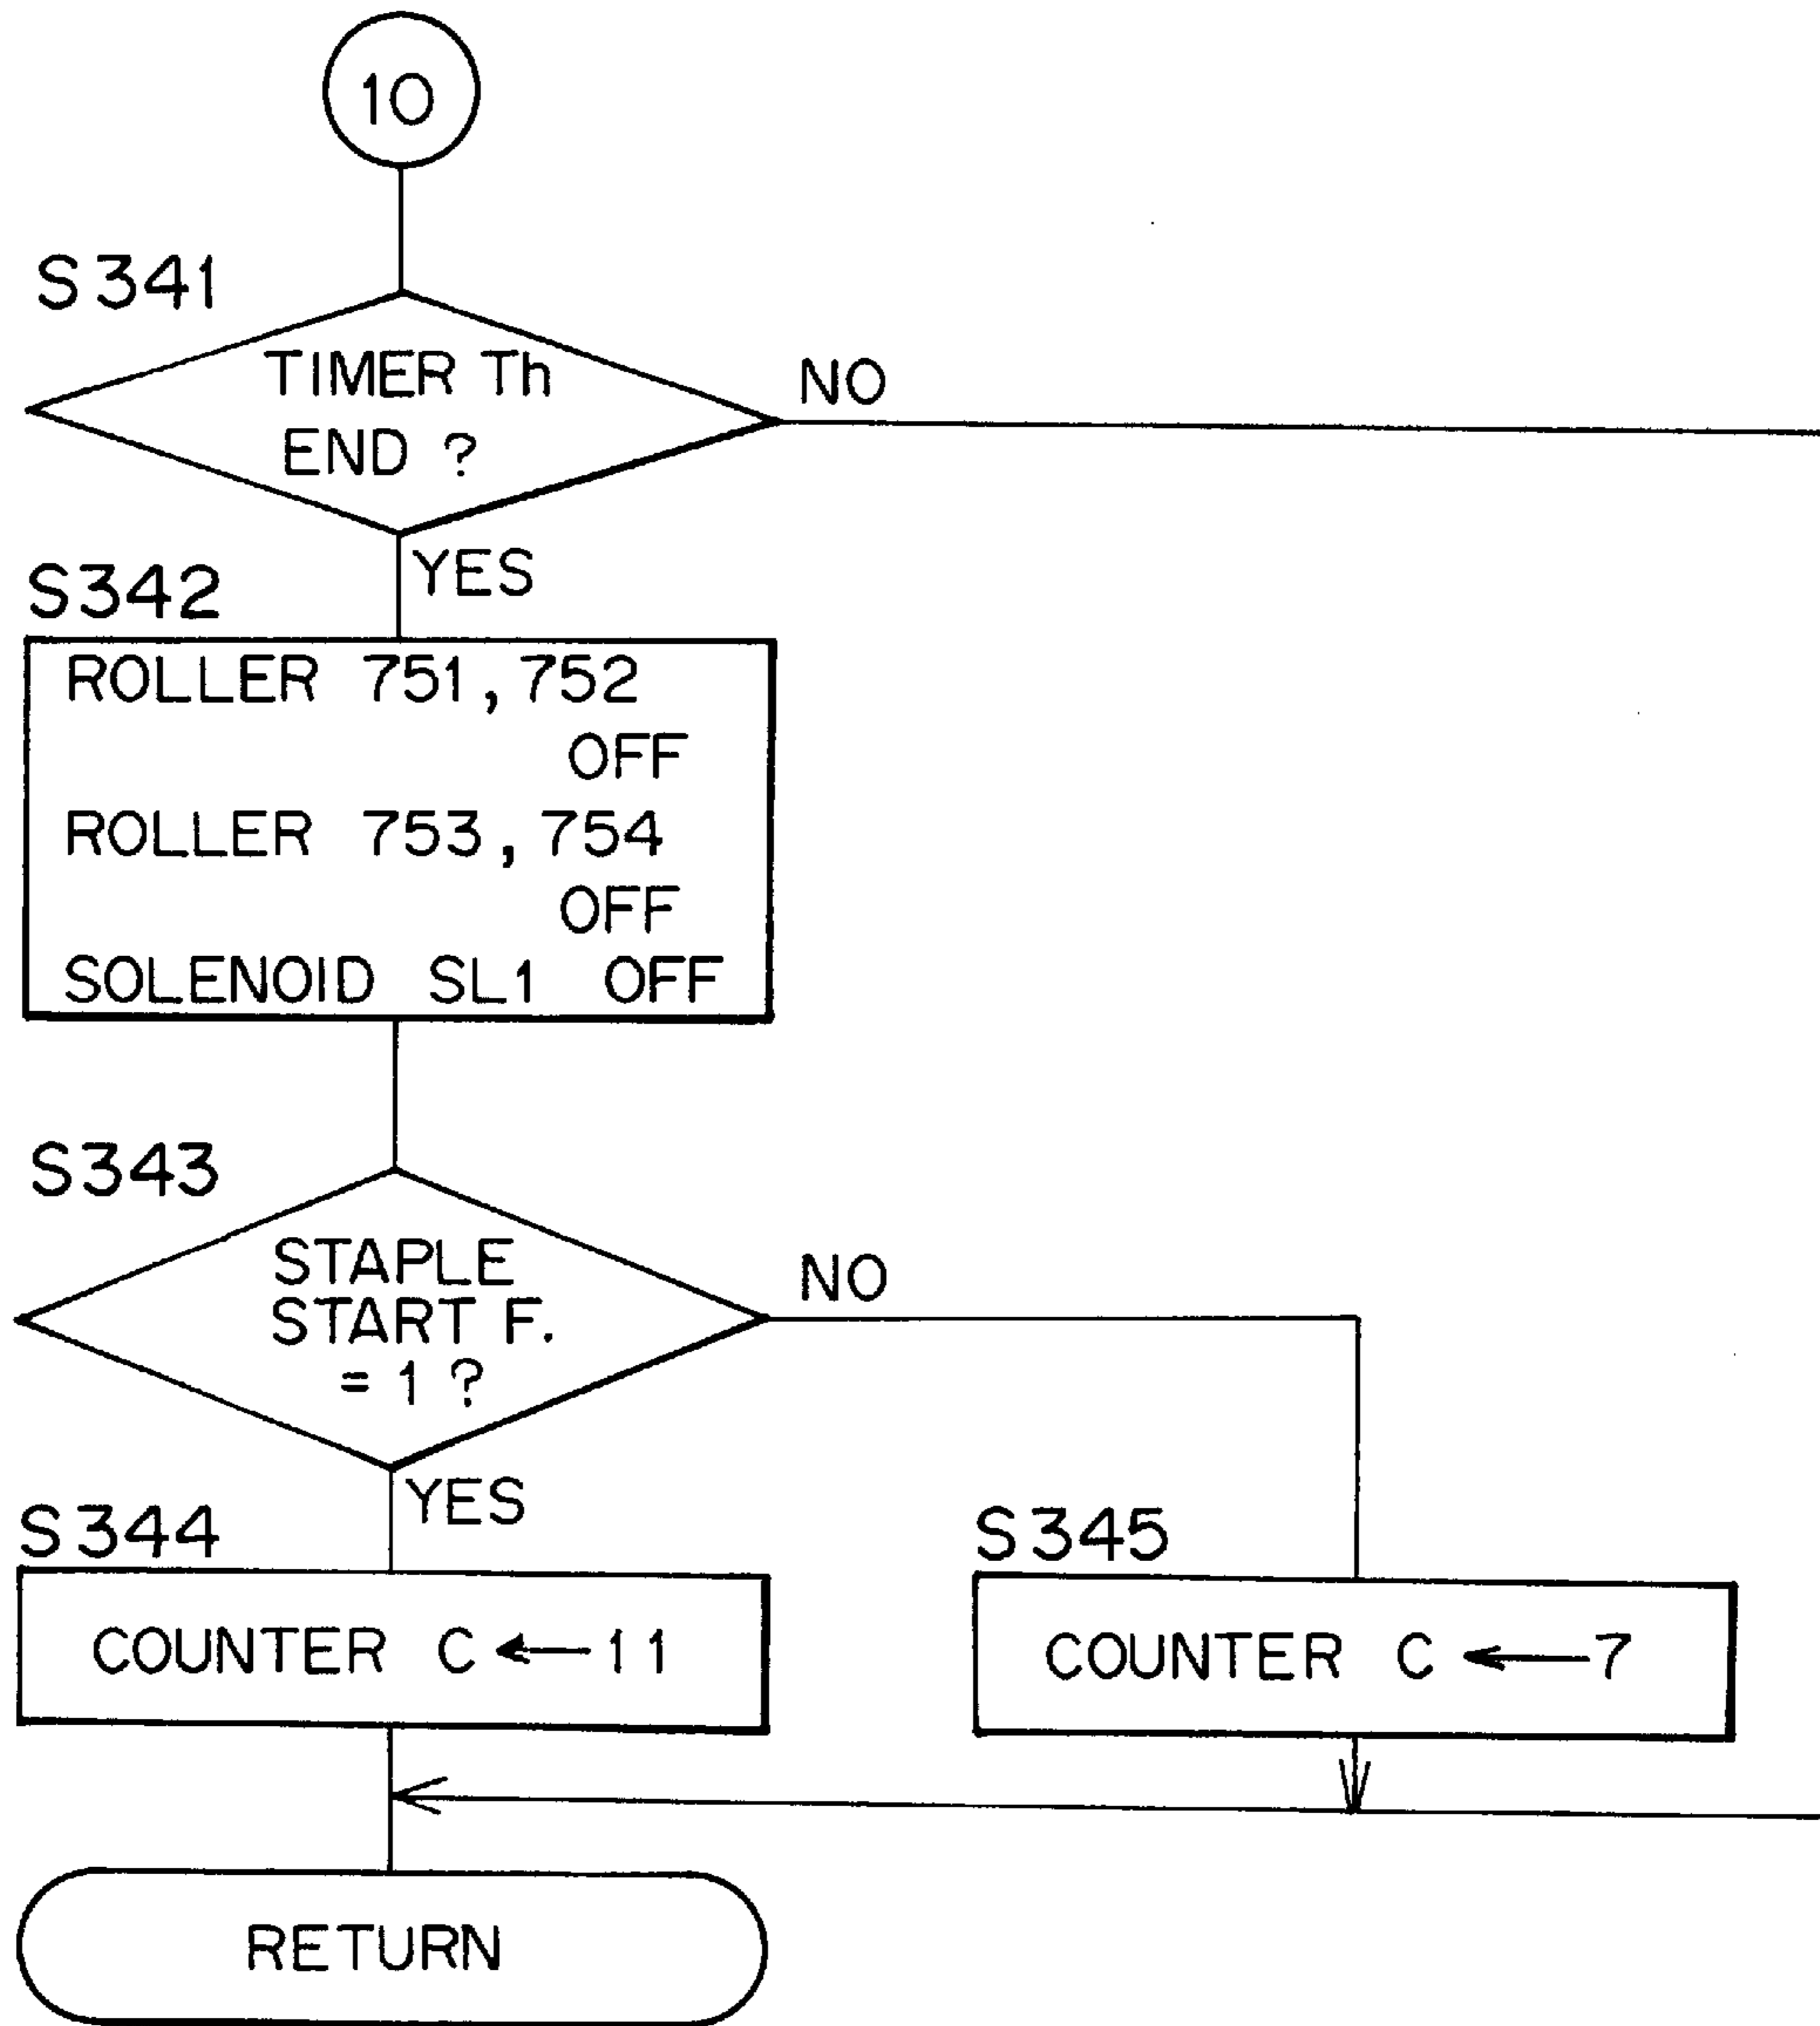 10
S341
TIMER Th
END ?
NO
YES
S342
ROLLER 751, 752
OFF
ROLLER 753, 754
OFF
SOLENOID SL1 OFF
S343
STAPLE
START F.
= 1 ?
NO
YES
S344
COUNTER C ← 11
S345
COUNTER C ← 7
RETURN